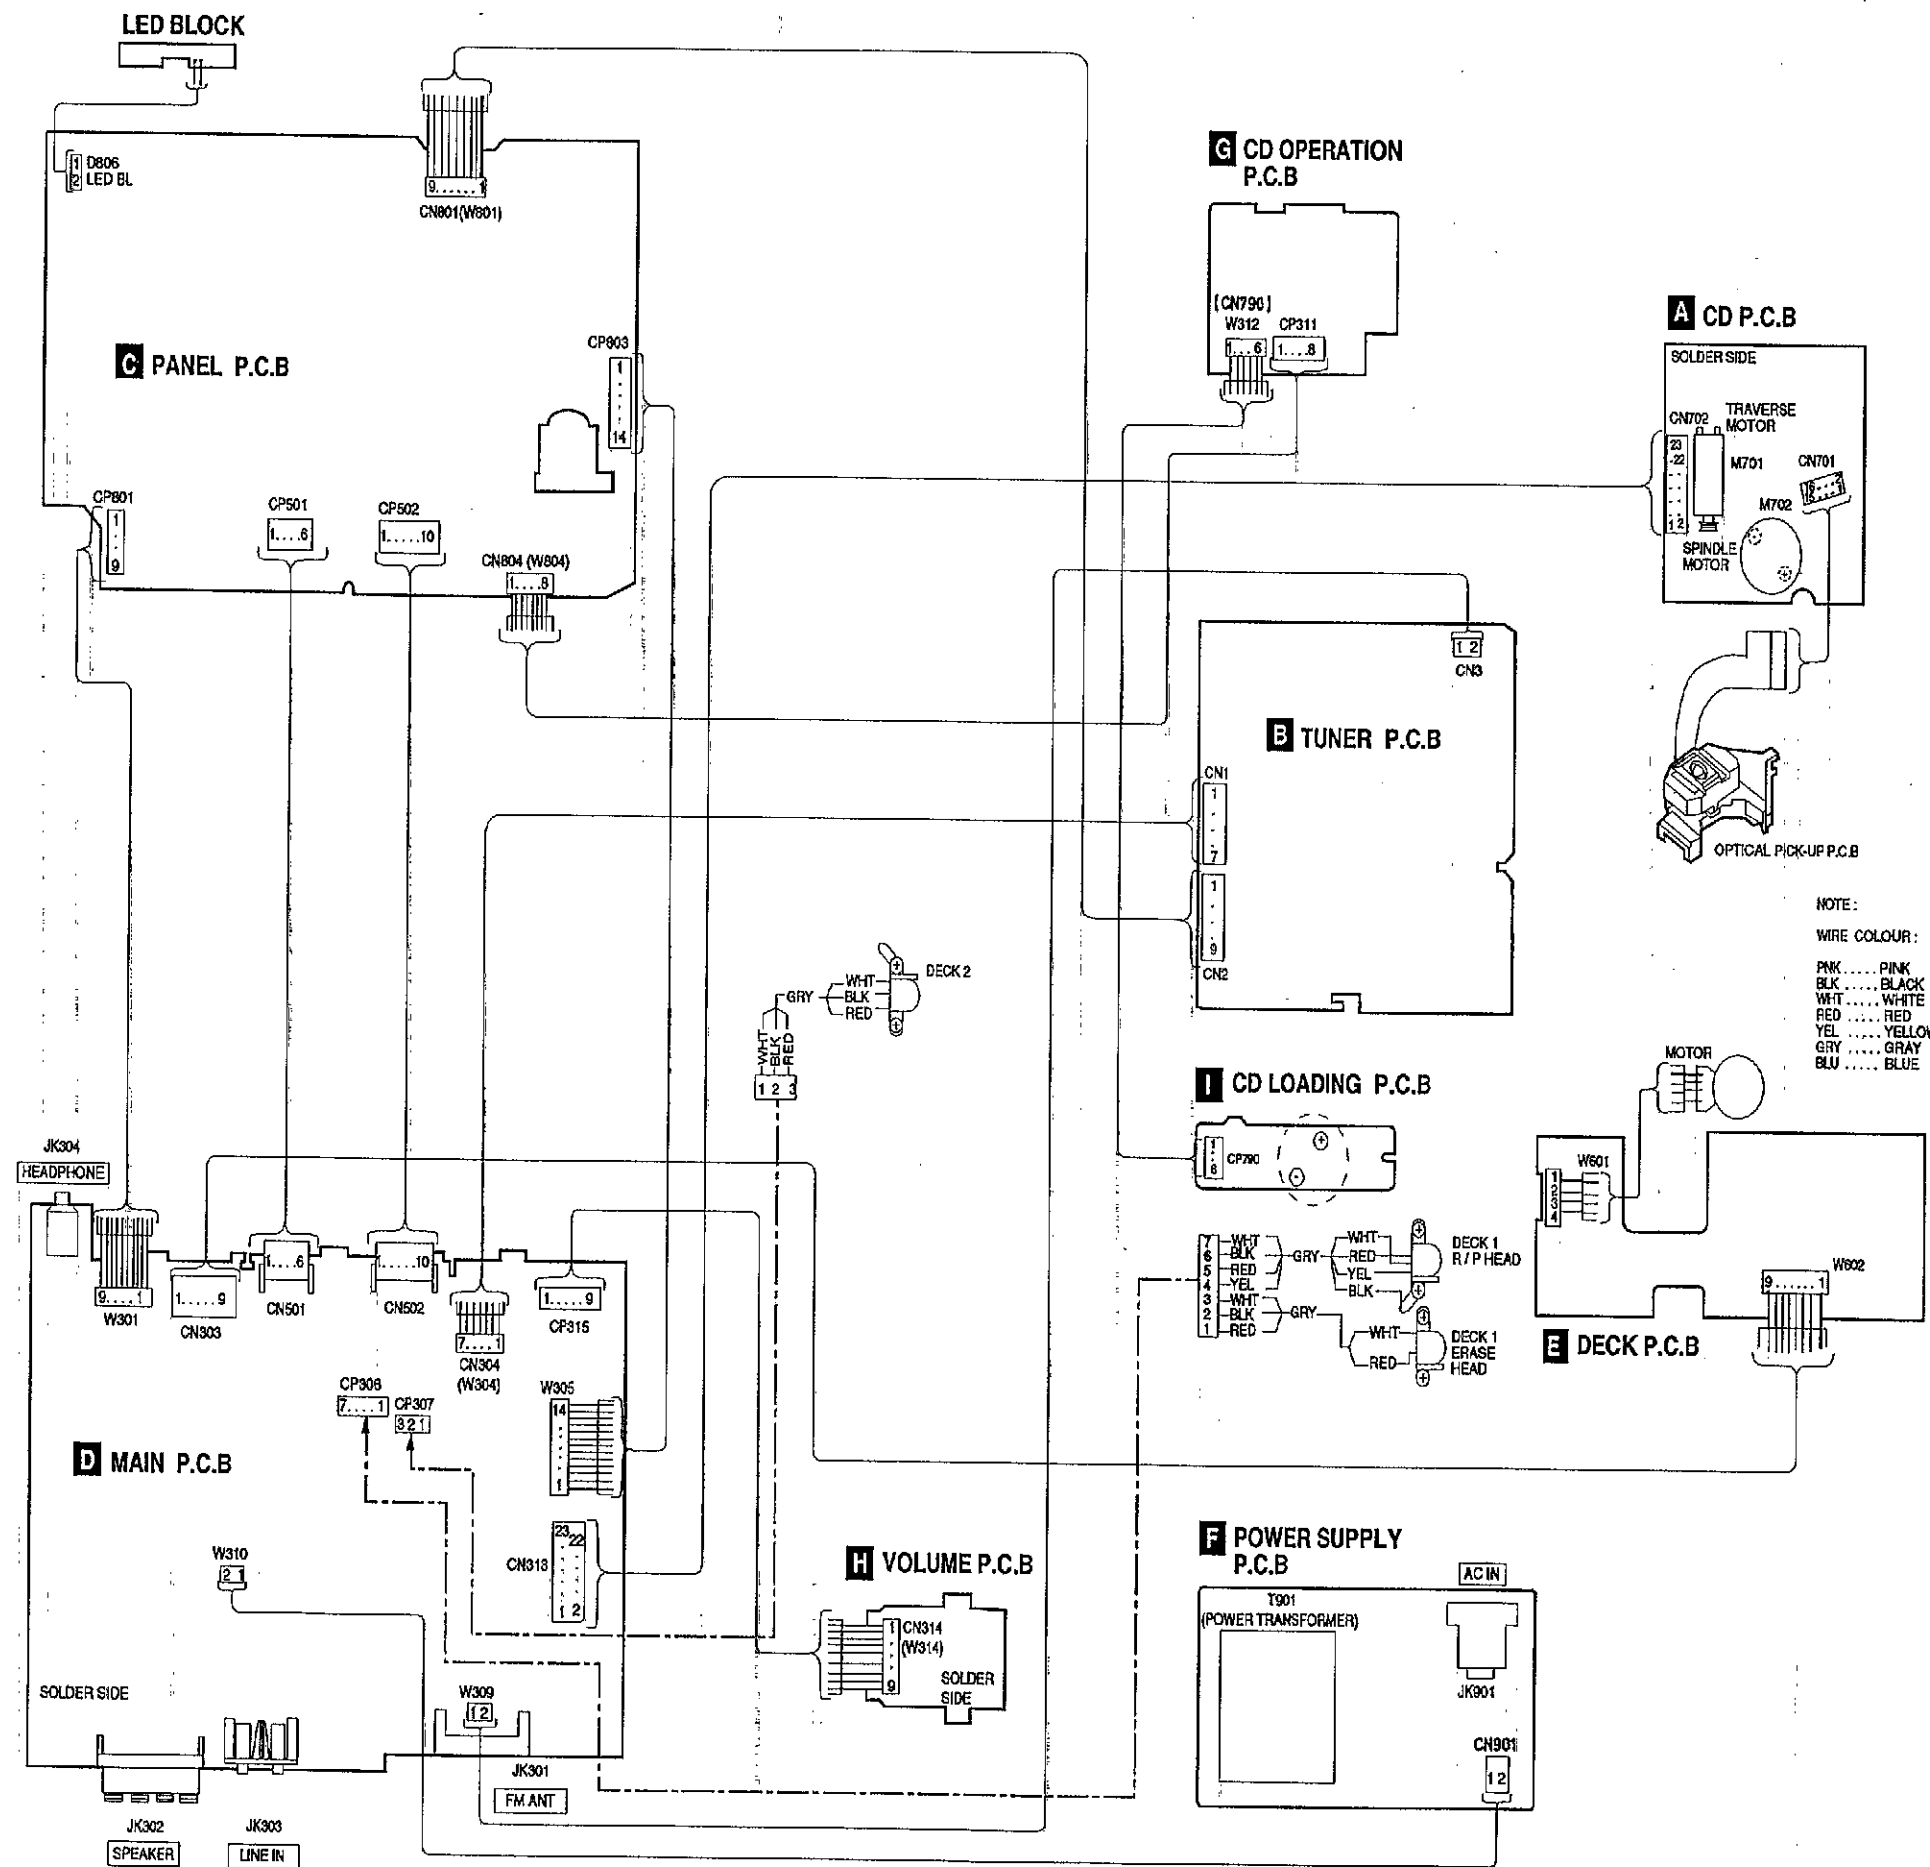 LED BLOCK
1
2
D806
LED BL
9......1
CN801(W801)
C PANEL P.C.B
CP803
1
14
CP801
1
9
CP501
1....6
CP502
1.....10
CN804 (W804)
1....8
G CD OPERATION
P.C.B
[CN790]
W312
CP311
1...6
1....8
A CD P.C.B
SOLDER SIDE
CN702
TRAVERSE
MOTOR
23
22
M701
CN701
M702
1 2
SPINDLE
MOTOR
1 2
CN3
B TUNER P.C.B
CN1
1
7
1
9
CN2
OPTICAL PICK-UP P.C.B
NOTE :
WIRE COLOUR :
PNK ..... PINK
BLK ..... BLACK
WHT ..... WHITE
RED ..... RED
YEL ..... YELLOW
GRY ..... GRAY
BLU ..... BLUE
DECK 2
WHT
GRY
BLK
RED
WHT
BLK
RED
1 2 3
MOTOR
I CD LOADING P.C.B
1
6
CP790
W601
1
2
3
4
JK304
HEADPHONE
9....1
W301
1.....9
CN303
1....6
CN501
1.....10
CN502
7....1
CN304
(W304)
1.....9
CP315
7
6
5
4
3
2
1
WHT
BLK
RED
YEL
WHT
BLK
RED
GRY
GRY
WHT
RED
YEL
BLK
DECK 1
R / P HEAD
WHT
RED
DECK 1
ERASE
HEAD
W602
9......1
E DECK P.C.B
CP306
7....1
CP307
3 2 1
W305
14
1
D MAIN P.C.B
CN313
23
22
1 2
W310
2 1
H VOLUME P.C.B
1
CN314
(W314)
9
SOLDER
SIDE
F POWER SUPPLY
P.C.B
AC IN
T901
(POWER TRANSFORMER)
JK901
CN901
1 2
SOLDER SIDE
W309
1 2
JK301
FM ANT
JK302
SPEAKER
JK303
LINE IN